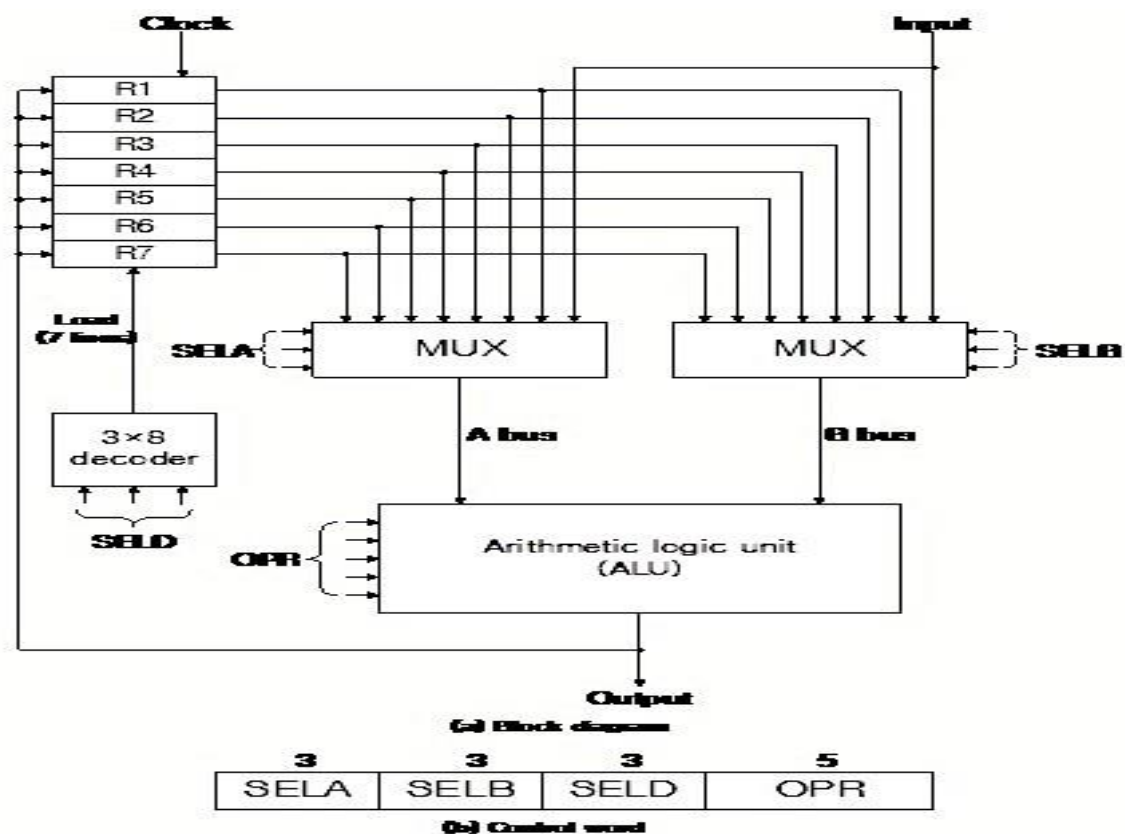 Clock
Input
R1
R2
R3
R4
R5
R6
R7
Load
(7 lines)
SELA
MUX
MUX
SELB
3×8
decoder
A bus
B bus
SELD
OPR
Arithmetic logic unit
(ALU)
Output
(a) Block diagram
3 3 3 5
SELA SELB SELD OPR
(b) Control word